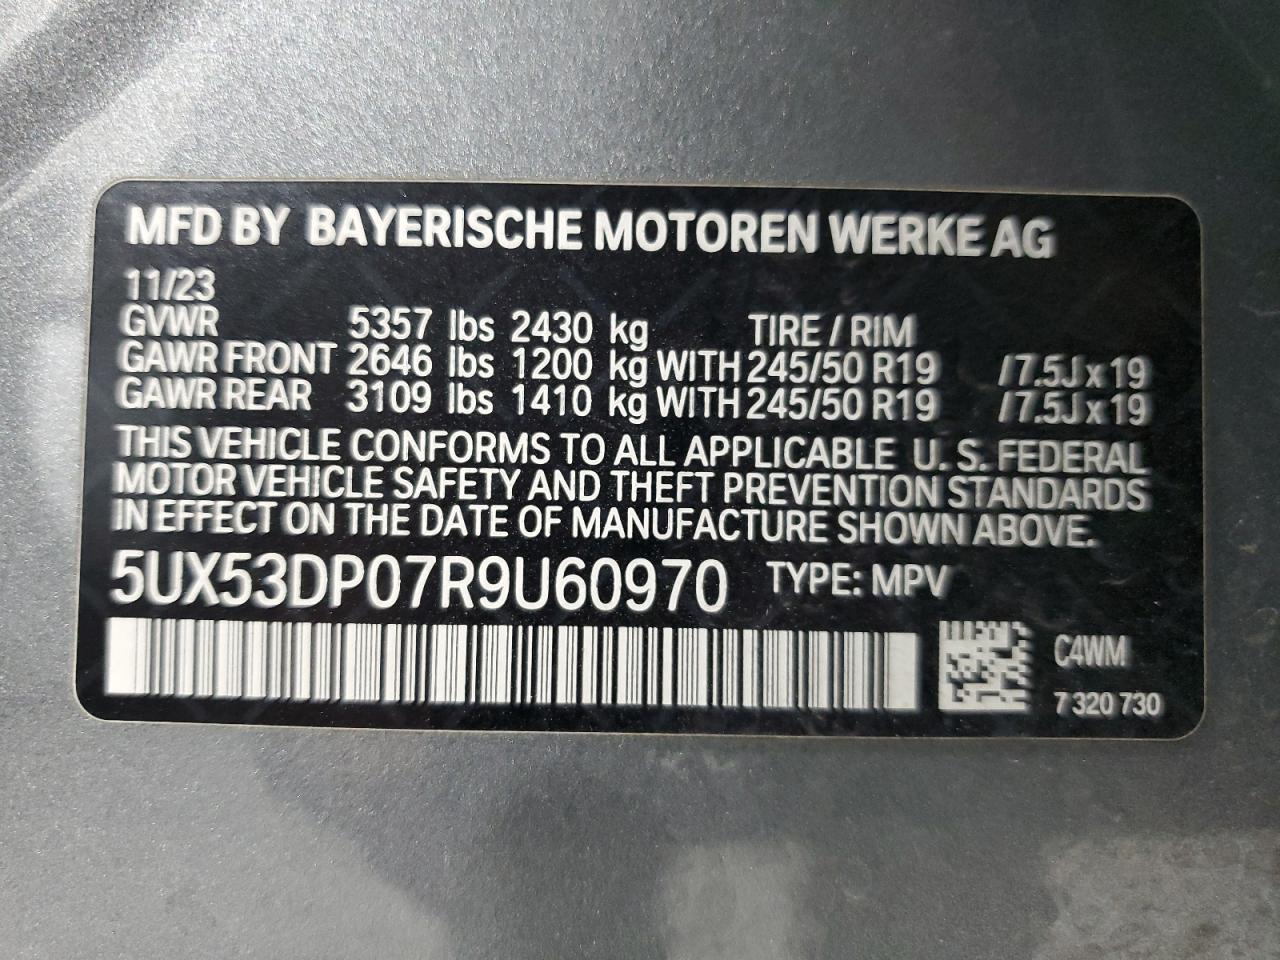 MFD BY BAYERISCHE MOTOREN WERKE AG
11/23
GVWR 5357 lbs 2430 kg TIRE / RIM
GAWR FRONT 2646 lbs 1200 kg WITH 245/50 R19 /7.5J x 19
GAWR REAR 3109 lbs 1410 kg WITH 245/50 R19 /7.5J x 19
THIS VEHICLE CONFORMS TO ALL APPLICABLE U. S. FEDERAL
MOTOR VEHICLE SAFETY AND THEFT PREVENTION STANDARDS
IN EFFECT ON THE DATE OF MANUFACTURE SHOWN ABOVE.
5UX53DP07R9U60970 TYPE: MPV
C4WM
7 320 730